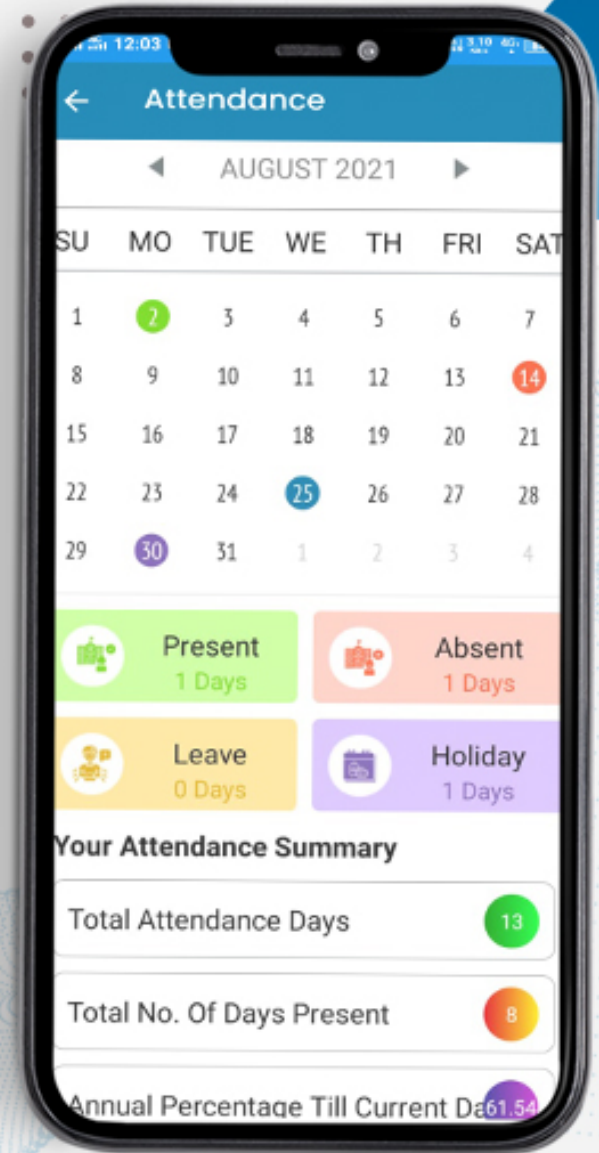 12:03
Attendance
AUGUST 2021
SU MO TUE WE TH FRI SAT
1 2 3 4 5 6 7
8 9 10 11 12 13 14
15 16 17 18 19 20 21
22 23 24 25 26 27 28
29 30 31 1 2 3 4
Present Absent
1 Days 1 Days
Leave Holiday
0 Days 1 Days
Your Attendance Summary
Total Attendance Days 13
Total No. Of Days Present 8
Annual Percentage Till Current Da 61.54